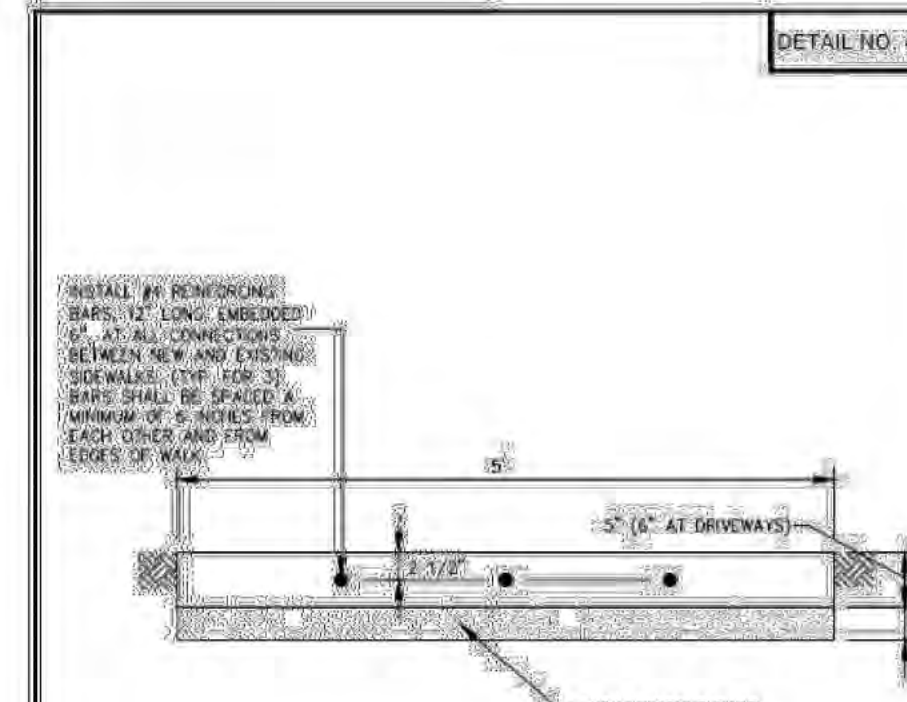 DETAIL NO.
INSTALL #4 REINFORCING
BARS, 12" LONG, EMBEDDED
6", AT ALL CONNECTIONS
BETWEEN NEW AND EXISTING
SIDEWALKS. (TYP. FOR 3)
BARS SHALL BE SPACED A
MINIMUM OF 6 INCHES FROM
EACH OTHER AND FROM
EDGES OF WALK
5'
5" (6" AT DRIVEWAYS)
2 1/2"